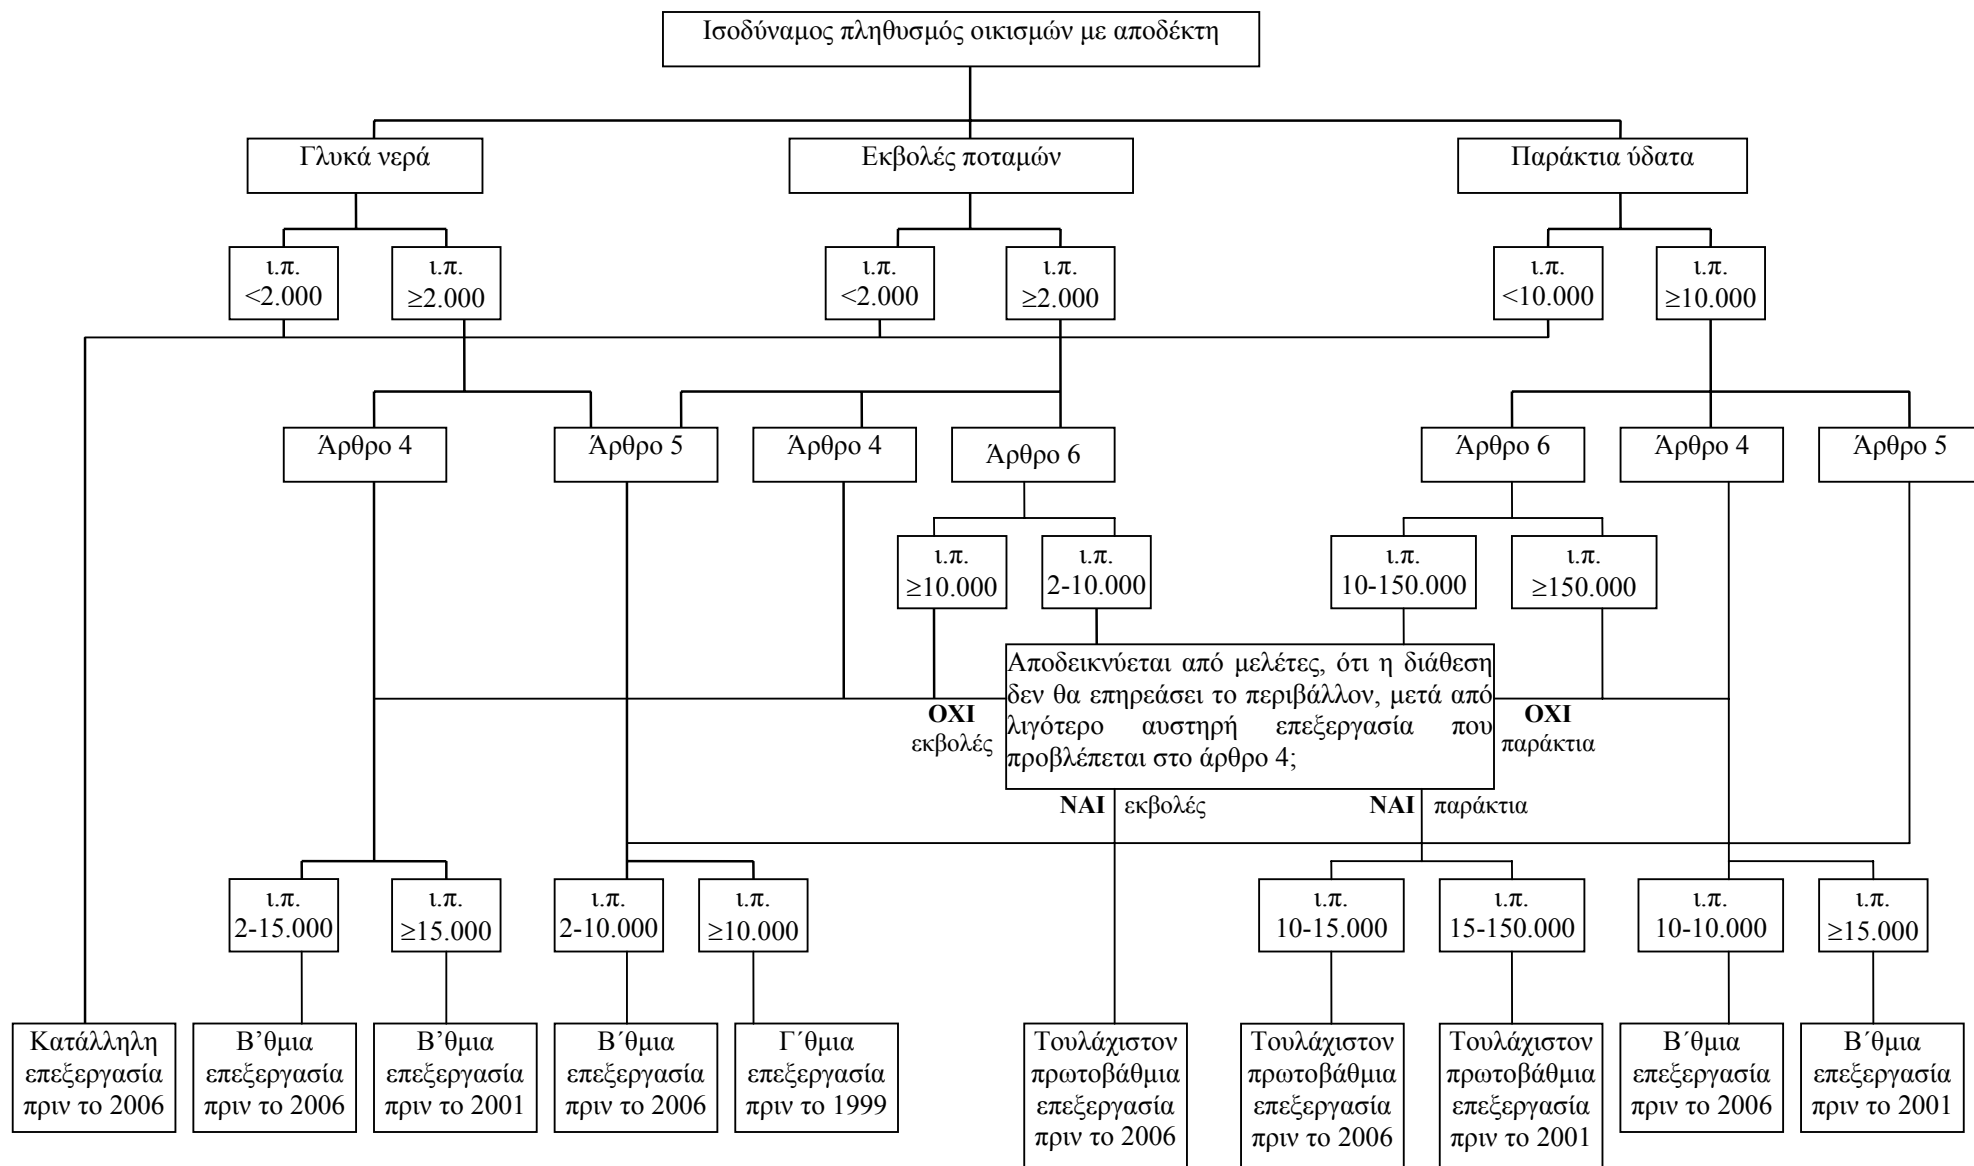 Ισοδύναμος πληθυσμός οικισμών με αποδέκτη
Γλυκά νερά
Εκβολές ποταμών
Παράκτια ύδατα
ι.π.
<2.000
ι.π.
≥2.000
ι.π.
<2.000
ι.π.
≥2.000
ι.π.
<10.000
ι.π.
≥10.000
Άρθρο 4
Άρθρο 5
Άρθρο 4
Άρθρο 6
Άρθρο 6
Άρθρο 4
Άρθρο 5
ι.π.
≥10.000
ι.π.
2-10.000
ι.π.
10-150.000
ι.π.
≥150.000
Αποδεικνύεται από μελέτες, ότι η διάθεση
δεν θα επηρεάσει το περιβάλλον, μετά από
λιγότερο αυστηρή επεξεργασία που
προβλέπεται στο άρθρο 4;
ΟΧΙ
εκβολές
ΟΧΙ
παράκτια
ΝΑΙ εκβολές
ΝΑΙ παράκτια
ι.π.
2-15.000
ι.π.
≥15.000
ι.π.
2-10.000
ι.π.
≥10.000
ι.π.
10-15.000
ι.π.
15-150.000
ι.π.
10-10.000
ι.π.
≥15.000
Κατάλληλη
επεξεργασία
πριν το 2006
Β’θμια
επεξεργασία
πριν το 2006
Β’θμια
επεξεργασία
πριν το 2001
Β΄θμια
επεξεργασία
πριν το 2006
Γ΄θμια
επεξεργασία
πριν το 1999
Τουλάχιστον
πρωτοβάθμια
επεξεργασία
πριν το 2006
Τουλάχιστον
πρωτοβάθμια
επεξεργασία
πριν το 2006
Τουλάχιστον
πρωτοβάθμια
επεξεργασία
πριν το 2001
Β΄θμια
επεξεργασία
πριν το 2006
Β΄θμια
επεξεργασία
πριν το 2001